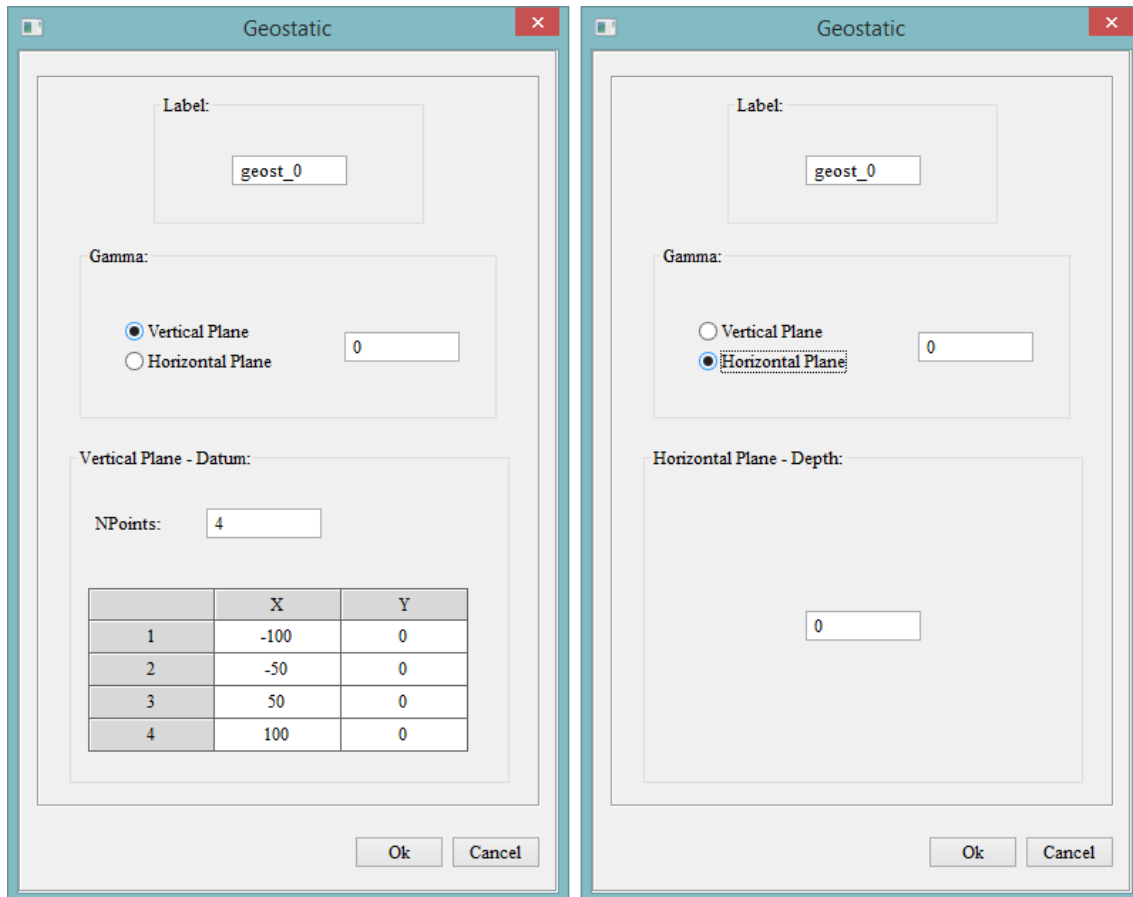 Geostatic
Label:
geost_0
Gamma:
Vertical Plane
Horizontal Plane
0
Vertical Plane - Datum:
NPoints: 4
X Y
1 -100 0
2 -50 0
3 50 0
4 100 0
Ok Cancel
Geostatic
Label:
geost_0
Gamma:
Vertical Plane
Horizontal Plane
0
Horizontal Plane - Depth:
0
Ok Cancel